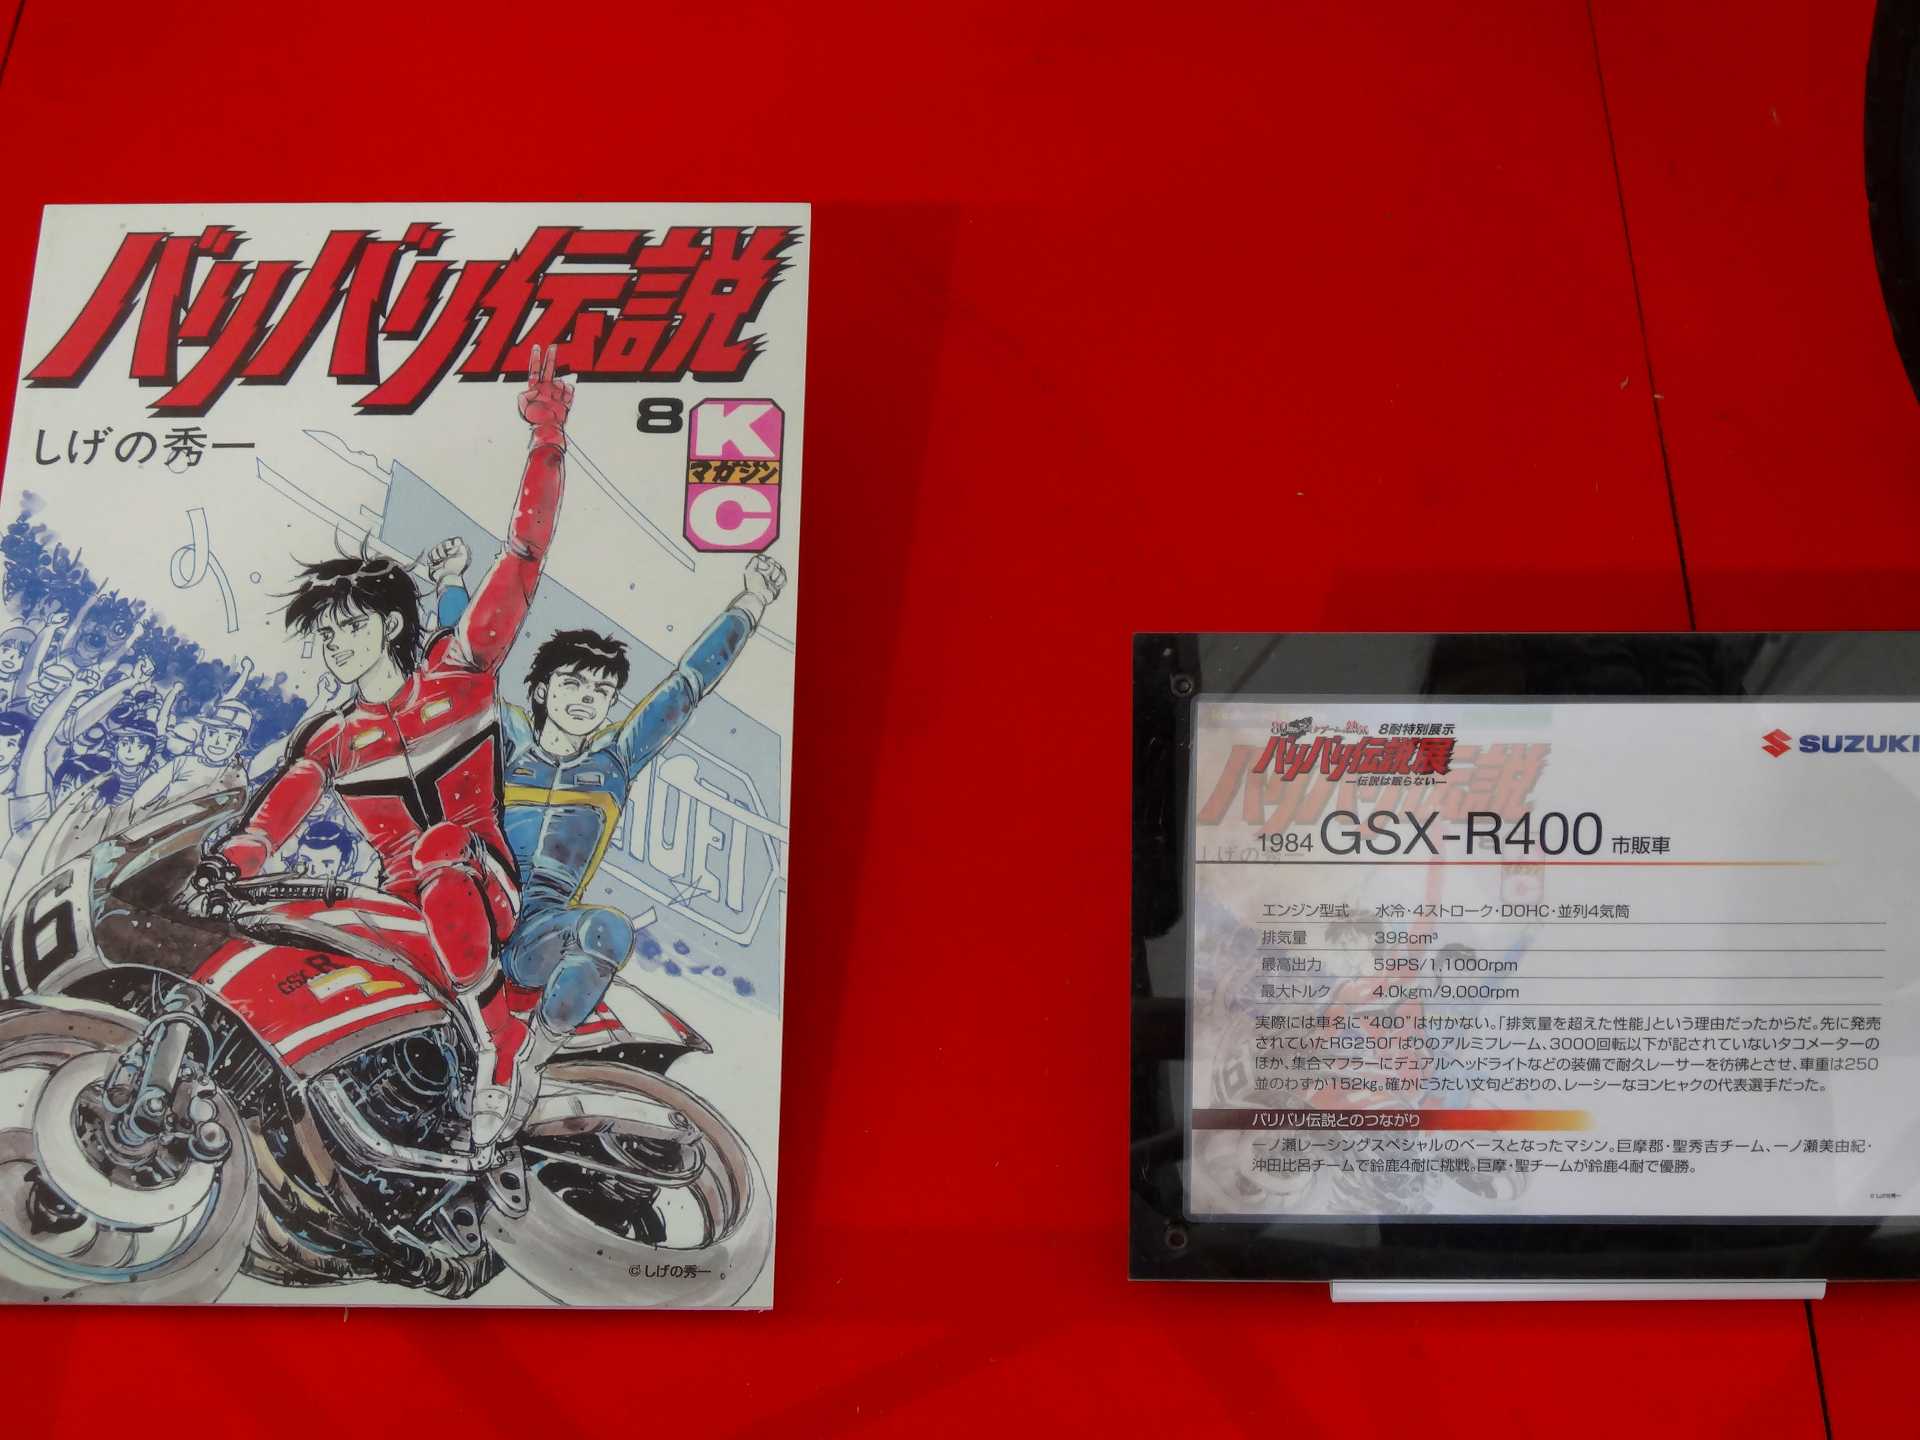 バリバリ伝説
しげの秀一
8
K
マガジン
C
6
GSX-R
© しげの秀一
8耐特別展示
バリバリ伝説展
―伝説は眠らない―
SUZUKI
1984 GSX-R400 市販車
エンジン型式 水冷・4ストローク・DOHC・並列4気筒
排気量 398cm³
最高出力 59PS/1,1000rpm
最大トルク 4.0kgm/9,000rpm
実際には車名に"400"は付かない。「排気量を超えた性能」という理由だったからだ。先に発売
されていたRG250Γばりのアルミフレーム、3000回転以下が記されていないタコメーターの
ほか、集合マフラーにデュアルヘッドライトなどの装備で耐久レーサーを彷彿とさせ、車重は250
並のわずか152kg。確かにうたい文句どおりの、レーシーなヨンヒャクの代表選手だった。
バリバリ伝説とのつながり
一ノ瀬レーシングスペシャルのベースとなったマシン。巨摩郡・聖秀吉チーム、一ノ瀬美由紀・
沖田比呂チームで鈴鹿4耐に挑戦。巨摩・聖チームが鈴鹿4耐で優勝。
© しげの秀一